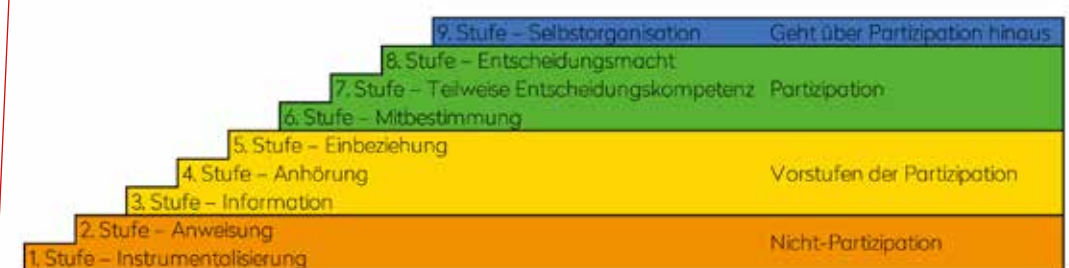 9. Stufe – Selbstorganisation Geht über Partizipation hinaus
8. Stufe – Entscheidungsmacht
7. Stufe – Teilweise Entscheidungskompetenz Partizipation
6. Stufe – Mitbestimmung
5. Stufe – Einbeziehung
4. Stufe – Anhörung Vorstufen der Partizipation
3. Stufe – Information
2. Stufe – Anweisung
Nicht-Partizipation
1. Stufe – Instrumentalisierung